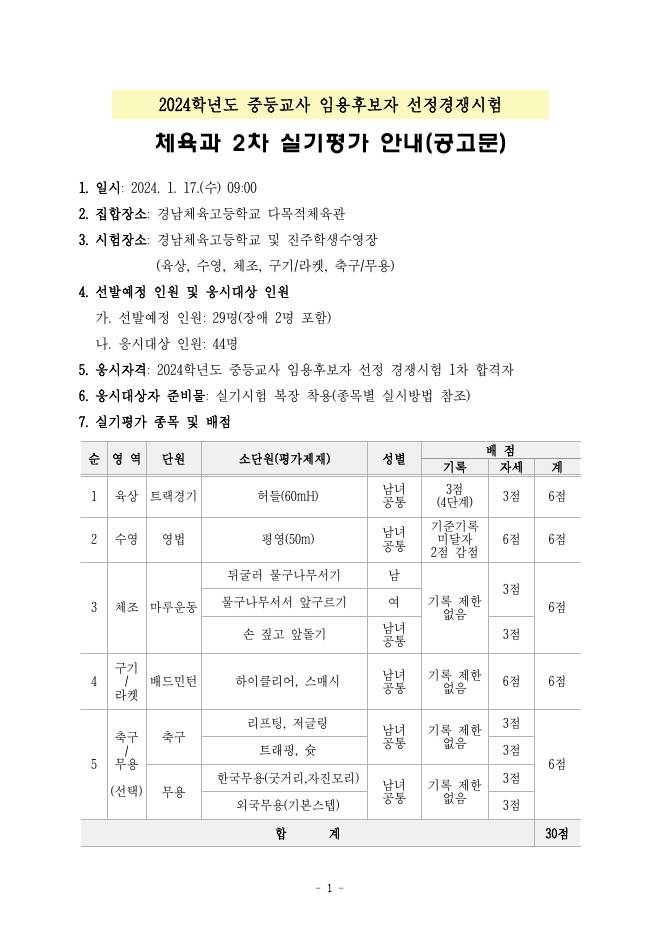 2024학년도 중등교사 임용후보자 선정경쟁시험
체육과 2차 실기평가 안내(공고문)
1. 일시: 2024. 1. 17.(수) 09:00
2. 집합장소: 경남체육고등학교 다목적체육관
3. 시험장소: 경남체육고등학교 및 진주학생수영장
(육상, 수영, 체조, 구기/라켓, 축구/무용)
4. 선발예정 인원 및 응시대상 인원
가. 선발예정 인원: 29명(장애 2명 포함)
나. 응시대상 인원: 44명
5. 응시자격: 2024학년도 중등교사 임용후보자 선정 경쟁시험 1차 합격자
6. 응시대상자 준비물: 실기시험 복장 착용(종목별 실시방법 참조)
7. 실기평가 종목 및 배점
순 영 역 단원 소단원(평가제재) 성별 배 점
기록 자세 계
1 육상 트랙경기 허들(60mH) 남녀 공통 3점 (4단계) 3점 6점
2 수영 영법 평영(50m) 남녀 공통 기준기록 미달자 2점 감점 6점 6점
3 체조 마루운동 뒤굴러 물구나무서기 남 기록 제한 없음 3점 6점
물구나무서서 앞구르기 여
손 짚고 앞돌기 남녀 공통 3점
4 구기 / 라켓 배드민턴 하이클리어, 스매시 남녀 공통 기록 제한 없음 6점 6점
5 축구 / 무용 (선택) 축구 리프팅, 저글링 남녀 공통 기록 제한 없음 3점 6점
트래핑, 슛 3점
무용 한국무용(굿거리,자진모리) 남녀 공통 기록 제한 없음 3점
외국무용(기본스텝) 3점
합 계 30점
- 1 -